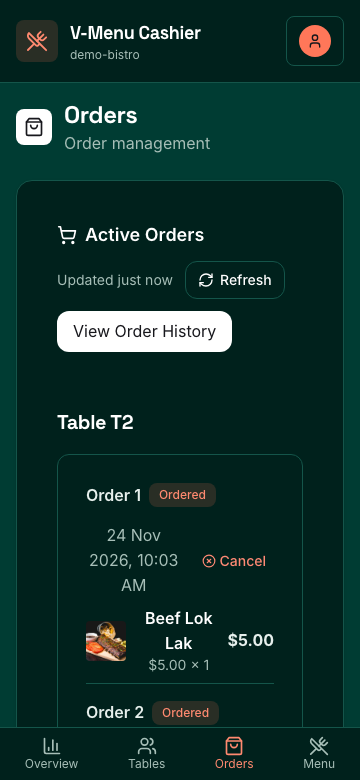 V-Menu Cashier
demo-bistro
Orders
Order management
Active Orders
Updated just now
Refresh
View Order History
Table T2
Order 1
Ordered
24 Nov
2026, 10:03
AM
Cancel
Beef Lok
Lak
$5.00 × 1
$5.00
Order 2
Ordered
Overview
Tables
Orders
Menu